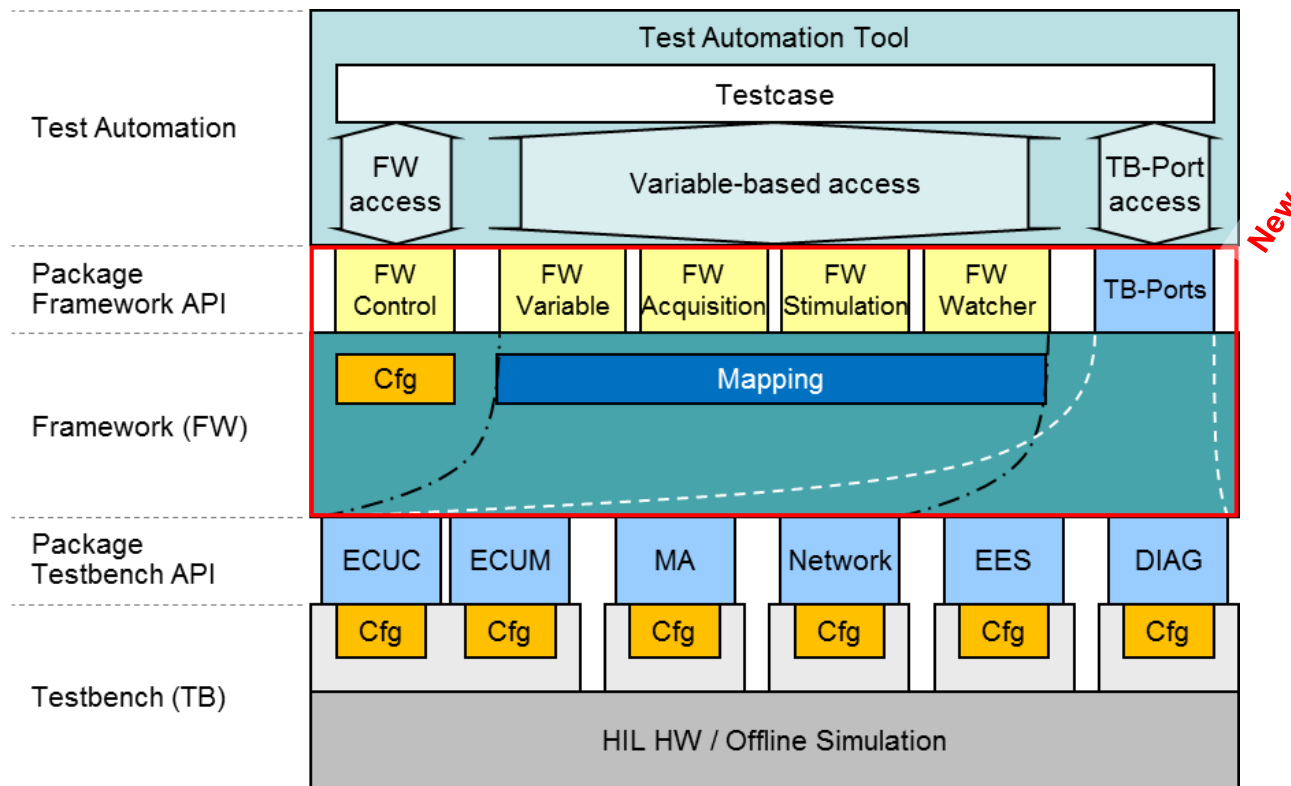 Test Automation Tool
Testcase
Test Automation
FW
access
Variable-based access
TB-Port
access
New
Package
Framework API
FW
Control
FW
Variable
FW
Acquisition
FW
Stimulation
FW
Watcher
TB-Ports
Framework (FW)
Cfg
Mapping
Package
Testbench API
ECUC
ECUM
MA
Network
EES
DIAG
Testbench (TB)
Cfg
Cfg
Cfg
Cfg
Cfg
Cfg
HIL HW / Offline Simulation